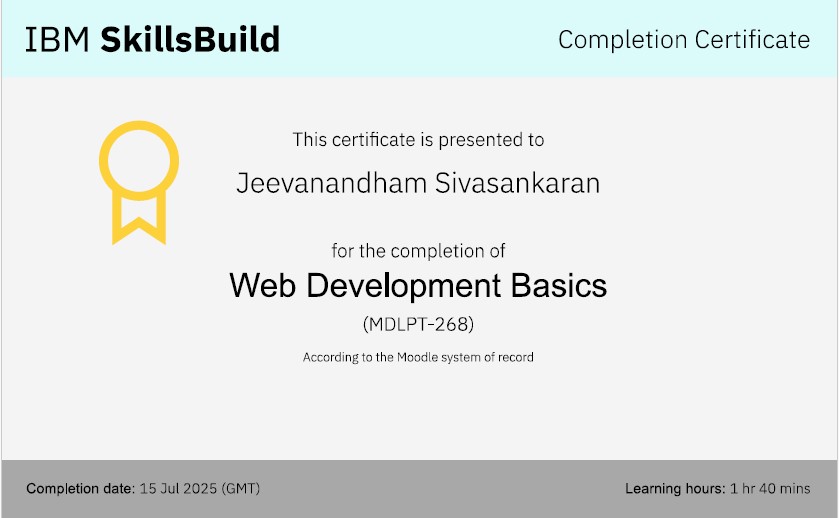 IBM SkillsBuild
Completion Certificate
This certificate is presented to
Jeevanandham Sivasankaran
for the completion of
Web Development Basics
(MDLPT-268)
According to the Moodle system of record
Completion date: 15 Jul 2025 (GMT)
Learning hours: 1 hr 40 mins